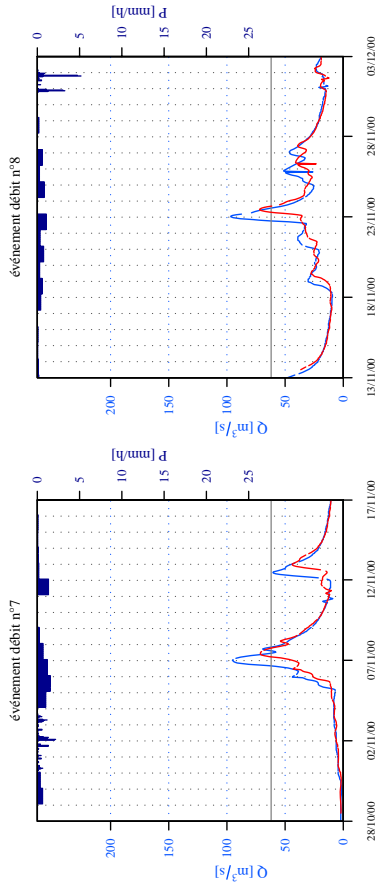 événement débit n°7
P [mm/h]
0 5 10 15 20 25
Q [m³/s]
0 50 100 150 200
28/10/00 02/11/00 07/11/00 12/11/00 17/11/00
événement débit n°8
P [mm/h]
0 5 10 15 20 25
Q [m³/s]
0 50 100 150 200
13/11/00 18/11/00 23/11/00 28/11/00 03/12/00